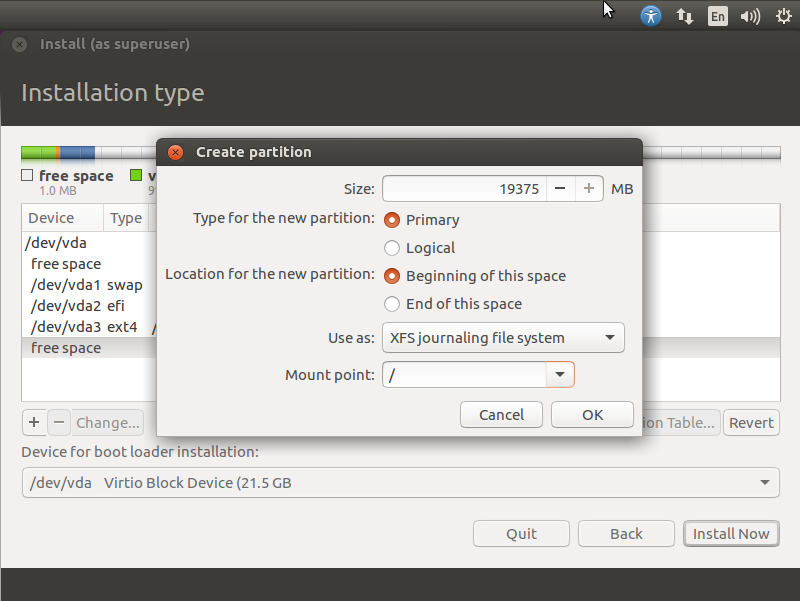 En
Install (as superuser)
Installation type
Create partition
free space
v
1.0 MB
9
Size: 19375 MB
Type for the new partition: Primary
Logical
Location for the new partition: Beginning of this space
End of this space
Use as: XFS journaling file system
Mount point: /
Cancel OK
Device Type
/dev/vda
free space
/dev/vda1 swap
/dev/vda2 efi
/dev/vda3 ext4 /
free space
+ − Change... ion Table... Revert
Device for boot loader installation:
/dev/vda Virtio Block Device (21.5 GB
Quit Back Install Now